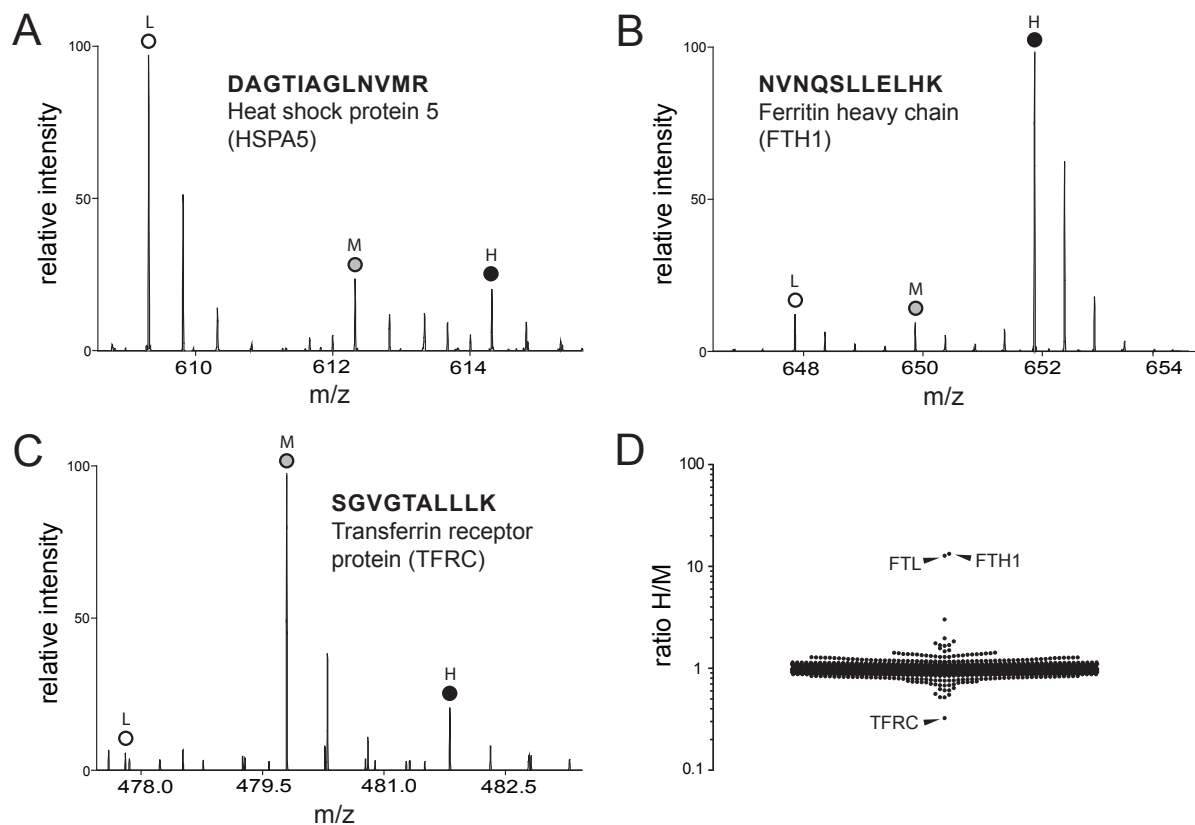 A
L
100
50
0
relative intensity
DAGTIAGLNVMR
Heat shock protein 5
(HSPA5)
M
H
610
612
614
m/z
B
H
100
50
0
relative intensity
NVNQSLLELHK
Ferritin heavy chain
(FTH1)
L
M
648
650
652
654
m/z
C
M
100
50
0
relative intensity
SGVGTALLLK
Transferrin receptor
protein (TFRC)
L
H
478.0
479.5
481.0
482.5
m/z
D
100
10
1
0.1
ratio H/M
FTL
FTH1
TFRC